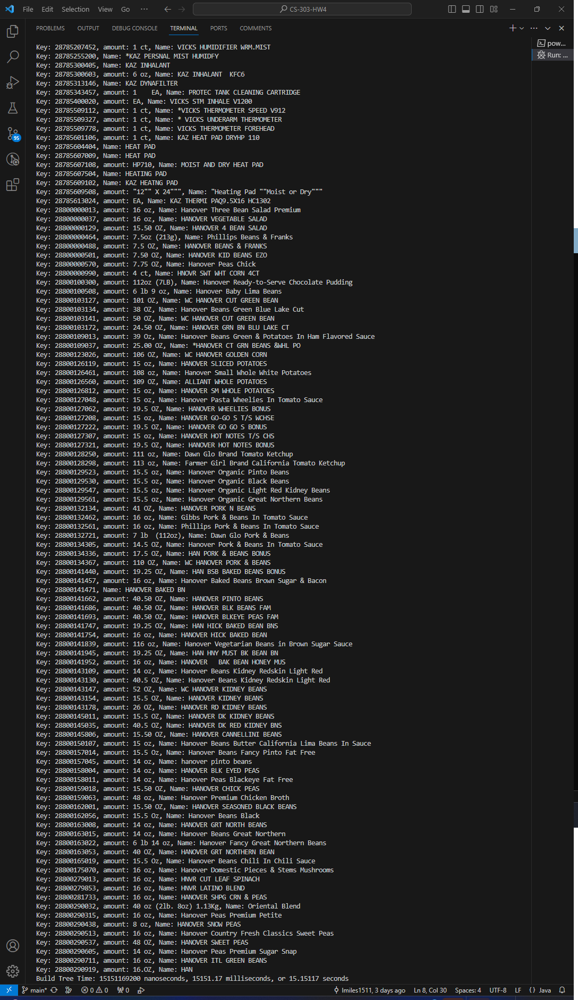 File Edit Selection View Go ··· CS-303-HW4
PROBLEMS OUTPUT DEBUG CONSOLE TERMINAL PORTS COMMENTS
pow...
Run: ...
95
Key: 28785207452, amount: 1 ct, Name: VICKS HUMIDIFIER WRM.MIST
Key: 28785255200, Name: *KAZ PERSNAL MIST HUMIDFY
Key: 28785300405, Name: KAZ INHALANT
Key: 28785300603, amount: 6 oz, Name: KAZ INHALANT  KFC6
Key: 28785313146, Name: KAZ DYNAFILTER
Key: 28785343457, amount: 1    EA, Name: PROTEC TANK CLEANING CARTRIDGE
Key: 28785400020, amount: EA, Name: VICKS STM INHALE V1200
Key: 28785509112, amount: 1 ct, Name: *VICKS THERMOMETER SPEED V912
Key: 28785509327, amount: 1 ct, Name: * VICKS UNDERARM THERMOMETER
Key: 28785509778, amount: 1 ct, Name: VICKS THERMOMETER FOREHEAD
Key: 28785601106, amount: 1 ct, Name: KAZ HEAT PAD DRYHP 110
Key: 28785604404, Name: HEAT PAD
Key: 28785607009, Name: HEAT PAD
Key: 28785607108, amount: HP710, Name: MOIST AND DRY HEAT PAD
Key: 28785607504, Name: HEATING PAD
Key: 28785609102, Name: KAZ HEATNG PAD
Key: 28785609508, amount: "12"" X 24""", Name: "Heating Pad ""Moist or Dry"""
Key: 28785613024, amount: EA, Name: KAZ THERMI PAQ9.5X16 HC1302
Key: 28800000013, amount: 16 oz, Name: Hanover Three Bean Salad Premium
Key: 28800000037, amount: 16 oz, Name: HANOVER VEGETABLE SALAD
Key: 28800000129, amount: 15.50 OZ, Name: HANOVER 4 BEAN SALAD
Key: 28800000464, amount: 7.5oz (213g), Name: Phillips Beans & Franks
Key: 28800000488, amount: 7.5 OZ, Name: HANOVER BEANS & FRANKS
Key: 28800000501, amount: 7.50 OZ, Name: HANOVER KID BEANS EZO
Key: 28800000570, amount: 7.75 OZ, Name: Hanover Peas Chick
Key: 28800000990, amount: 4 ct, Name: HNOVR SWT WHT CORN 4CT
Key: 28800100300, amount: 112oz (7LB), Name: Hanover Ready-to-Serve Chocolate Pudding
Key: 28800100508, amount: 6 lb 9 oz, Name: Hanover Baby Lima Beans
Key: 28800103127, amount: 101 OZ, Name: WC HANOVER CUT GREEN BEAN
Key: 28800103134, amount: 38 OZ, Name: Hanover Beans Green Blue Lake Cut
Key: 28800103141, amount: 50 OZ, Name: WC HANOVER CUT GREEN BEAN
Key: 28800103172, amount: 24.50 OZ, Name: HANOVER GRN BN BLU LAKE CT
Key: 28800109013, amount: 39 Oz, Name: Hanover Beans Green & Potatoes In Ham Flavored Sauce
Key: 28800109037, amount: 25.00 OZ, Name: *HANOVER CT GRN BEANS &WHL PO
Key: 28800123026, amount: 106 OZ, Name: WC HANOVER GOLDEN CORN
Key: 28800126119, amount: 15 oz, Name: HANOVER SLICED POTATOES
Key: 28800126461, amount: 108 oz, Name: Hanover Small Whole White Potatoes
Key: 28800126560, amount: 109 OZ, Name: ALLIANT WHOLE POTATOES
Key: 28800126812, amount: 15 oz, Name: HANOVER SM WHOLE POTATOES
Key: 28800127048, amount: 15 oz, Name: Hanover Pasta Wheelies In Tomato Sauce
Key: 28800127062, amount: 19.5 OZ, Name: HANOVER WHEELIES BONUS
Key: 28800127208, amount: 15 oz, Name: HANOVER GO-GO S T/S WCHSE
Key: 28800127222, amount: 19.5 OZ, Name: HANOVER GO GO S BONUS
Key: 28800127307, amount: 15 oz, Name: HANOVER HOT NOTES T/S CHS
Key: 28800127321, amount: 19.5 OZ, Name: HANOVER HOT NOTES BONUS
Key: 28800128250, amount: 111 oz, Name: Dawn Glo Brand Tomato Ketchup
Key: 28800128298, amount: 113 oz, Name: Farmer Girl Brand California Tomato Ketchup
Key: 28800129523, amount: 15.5 oz, Name: Hanover Organic Pinto Beans
Key: 28800129530, amount: 15.5 oz, Name: Hanover Organic Black Beans
Key: 28800129547, amount: 15.5 oz, Name: Hanover Organic Light Red Kidney Beans
Key: 28800129561, amount: 15.5 oz, Name: Hanover Organic Great Northern Beans
Key: 28800132134, amount: 41 OZ, Name: HANOVER PORK N BEANS
Key: 28800132462, amount: 16 oz, Name: Gibbs Pork & Beans In Tomato Sauce
Key: 28800132561, amount: 16 oz, Name: Phillips Pork & Beans In Tomato Sauce
Key: 28800132721, amount: 7 lb  (112oz), Name: Dawn Glo Pork & Beans
Key: 28800134305, amount: 14.5 OZ, Name: Hanover Pork & Beans In Tomato Sauce
Key: 28800134336, amount: 17.5 OZ, Name: HAN PORK & BEANS BONUS
Key: 28800134367, amount: 110 OZ, Name: WC HANOVER PORK & BEANS
Key: 28800141440, amount: 19.25 OZ, Name: HAN BSB BAKED BEANS BONUS
Key: 28800141457, amount: 16 oz, Name: Hanover Baked Beans Brown Sugar & Bacon
Key: 28800141471, Name: HANOVER BAKED BN
Key: 28800141662, amount: 40.50 OZ, Name: HANOVER PINTO BEANS
Key: 28800141686, amount: 40.50 OZ, Name: HANOVER BLK BEANS FAM
Key: 28800141693, amount: 40.50 OZ, Name: HANOVER BLKEYE PEAS FAM
Key: 28800141747, amount: 19.25 OZ, Name: HAN HICK BAKED BEAN BNS
Key: 28800141754, amount: 16 oz, Name: HANOVER HICK BAKED BEAN
Key: 28800141839, amount: 116 oz, Name: Hanover Vegetarian Beans in Brown Sugar Sauce
Key: 28800141945, amount: 19.25 OZ, Name: HAN HNY MUST BK BEAN BN
Key: 28800141952, amount: 16 oz, Name: HANOVER   BAK BEAN HONEY MUS
Key: 28800143109, amount: 14 oz, Name: Hanover Beans Kidney Redskin Light Red
Key: 28800143130, amount: 40.5 OZ, Name: Hanover Beans Kidney Redskin Light Red
Key: 28800143147, amount: 52 OZ, Name: WC HANOVER KIDNEY BEANS
Key: 28800143154, amount: 15.5 OZ, Name: HANOVER KIDNEY BEANS
Key: 28800143178, amount: 26 OZ, Name: HANOVER RD KIDNEY BEANS
Key: 28800145011, amount: 15.5 OZ, Name: HANOVER DK KIDNEY BEANS
Key: 28800145035, amount: 40.5 OZ, Name: HANOVER DK RED KIDNEY BNS
Key: 28800145806, amount: 15.50 OZ, Name: HANOVER CANNELLINI BEANS
Key: 28800150107, amount: 15 oz, Name: Hanover Beans Butter California Lima Beans In Sauce
Key: 28800157014, amount: 15.5 Oz, Name: Hanover Beans Fancy Pinto Fat Free
Key: 28800157045, amount: 14 oz, Name: hanover pinto beans
Key: 28800158004, amount: 14 oz, Name: HANOVER BLK EYED PEAS
Key: 28800158011, amount: 14 oz, Name: Hanover Peas Blackeye Fat Free
Key: 28800159018, amount: 15.50 OZ, Name: HANOVER CHICK PEAS
Key: 28800159063, amount: 48 oz, Name: Hanover Premium Chicken Broth
Key: 28800162001, amount: 15.50 OZ, Name: HANOVER SEASONED BLACK BEANS
Key: 28800162056, amount: 15.5 Oz, Name: Hanover Beans Black
Key: 28800163008, amount: 14 oz, Name: HANOVER GRT NORTH BEANS
Key: 28800163015, amount: 14 oz, Name: Hanover Beans Great Northern
Key: 28800163022, amount: 6 lb 14 oz, Name: Hanover Fancy Great Northern Beans
Key: 28800163053, amount: 40 OZ, Name: HANOVER GRT NORTHERN BEAN
Key: 28800165019, amount: 15.5 Oz, Name: Hanover Beans Chili In Chili Sauce
Key: 28800175070, amount: 16 oz, Name: Hanover Domestic Pieces & Stems Mushrooms
Key: 28800279013, amount: 16 oz, Name: HNVR CUT LEAF SPINACH
Key: 28800279853, amount: 16 oz, Name: HNVR LATINO BLEND
Key: 28800281733, amount: 16 oz, Name: HANOVER SHPG CRN & PEAS
Key: 28800290032, amount: 40 oz (2lb. 8oz) 1.13Kg, Name: Oriental Blend
Key: 28800290315, amount: 16 oz, Name: Hanover Peas Premium Petite
Key: 28800290438, amount: 8 oz, Name: HANOVER SNOW PEAS
Key: 28800290513, amount: 16 oz, Name: Hanover Country Fresh Classics Sweet Peas
Key: 28800290537, amount: 48 OZ, Name: HANOVER SWEET PEAS
Key: 28800290605, amount: 14 oz, Name: Hanover Peas Premium Sugar Snap
Key: 28800290711, amount: 16 oz, Name: HANOVER ITL GREEN BEANS
Key: 28800290919, amount: 16.OZ, Name: HAN
Build Tree Time: 15151169200 nanoseconds, 15151.17 milliseconds, or 15.15117 seconds
main* 0 0 0 lmiles1511, 3 days ago Ln 8, Col 30 Spaces: 4 UTF-8 LF {} Java